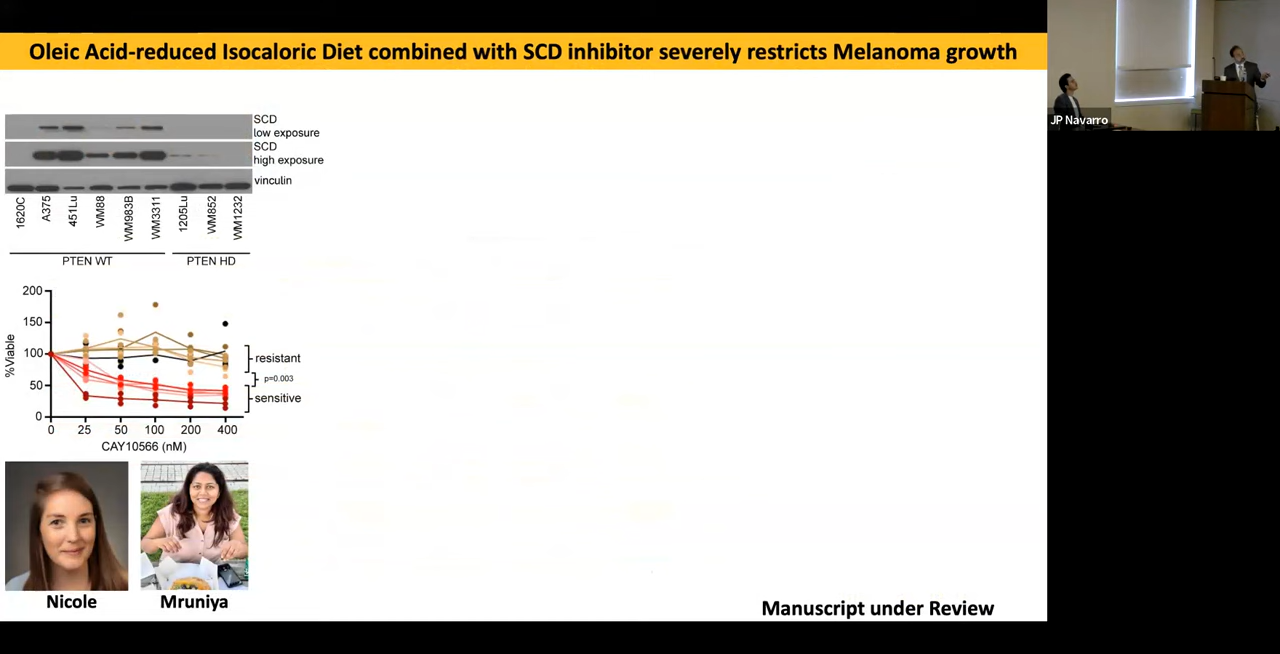 Oleic Acid-reduced Isocaloric Diet combined with SCD inhibitor severely restricts Melanoma growth
JP Navarro
SCD
low exposure
SCD
high exposure
vinculin
1620C
A375
451Lu
WM88
WM983B
WM3311
1205Lu
WM852
WM1232
PTEN WT
PTEN HD
%Viable
200
150
100
50
0
resistant
p=0.003
sensitive
0
25
50
100
200
400
CAY10566 (nM)
Nicole
Mruniya
Manuscript under Review